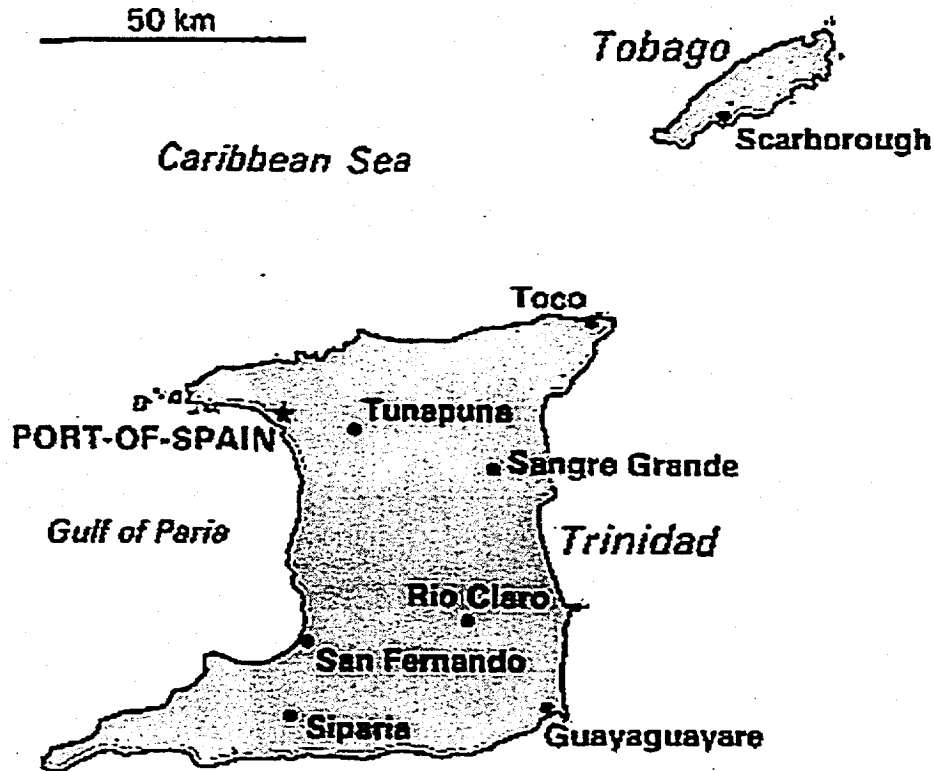 50 km
Tobago
Scarborough
Caribbean Sea
Toco
Tunapuna
PORT-OF-SPAIN
Sangre Grande
Gulf of Paria
Trinidad
Rio Claro
San Fernando
Siparia
Guayaguayare